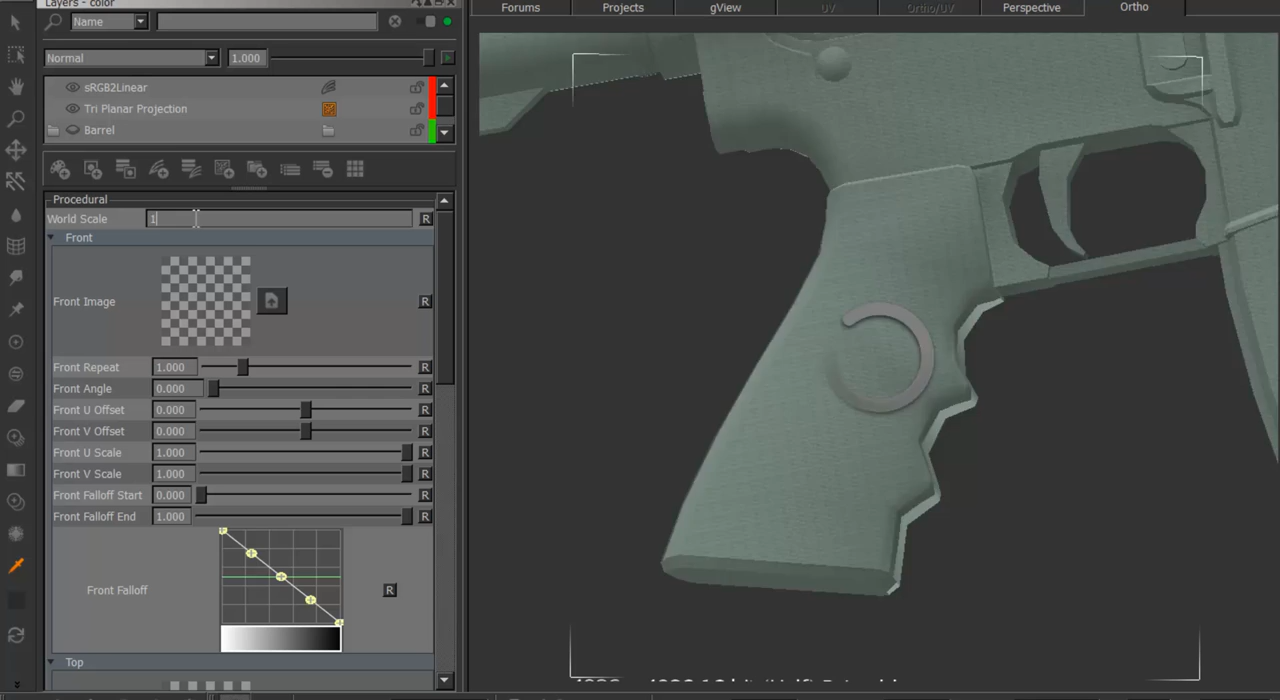 Layers - color
Forums Projects gView UV Ortho/UV Perspective Ortho
Name
Normal 1.000
sRGB2Linear
Tri Planar Projection
Barrel
Procedural
World Scale 1 R
Front
Front Image R
Front Repeat 1.000 R
Front Angle 0.000 R
Front U Offset 0.000 R
Front V Offset 0.000 R
Front U Scale 1.000 R
Front V Scale 1.000 R
Front Falloff Start 0.000 R
Front Falloff End 1.000 R
Front Falloff R
Top